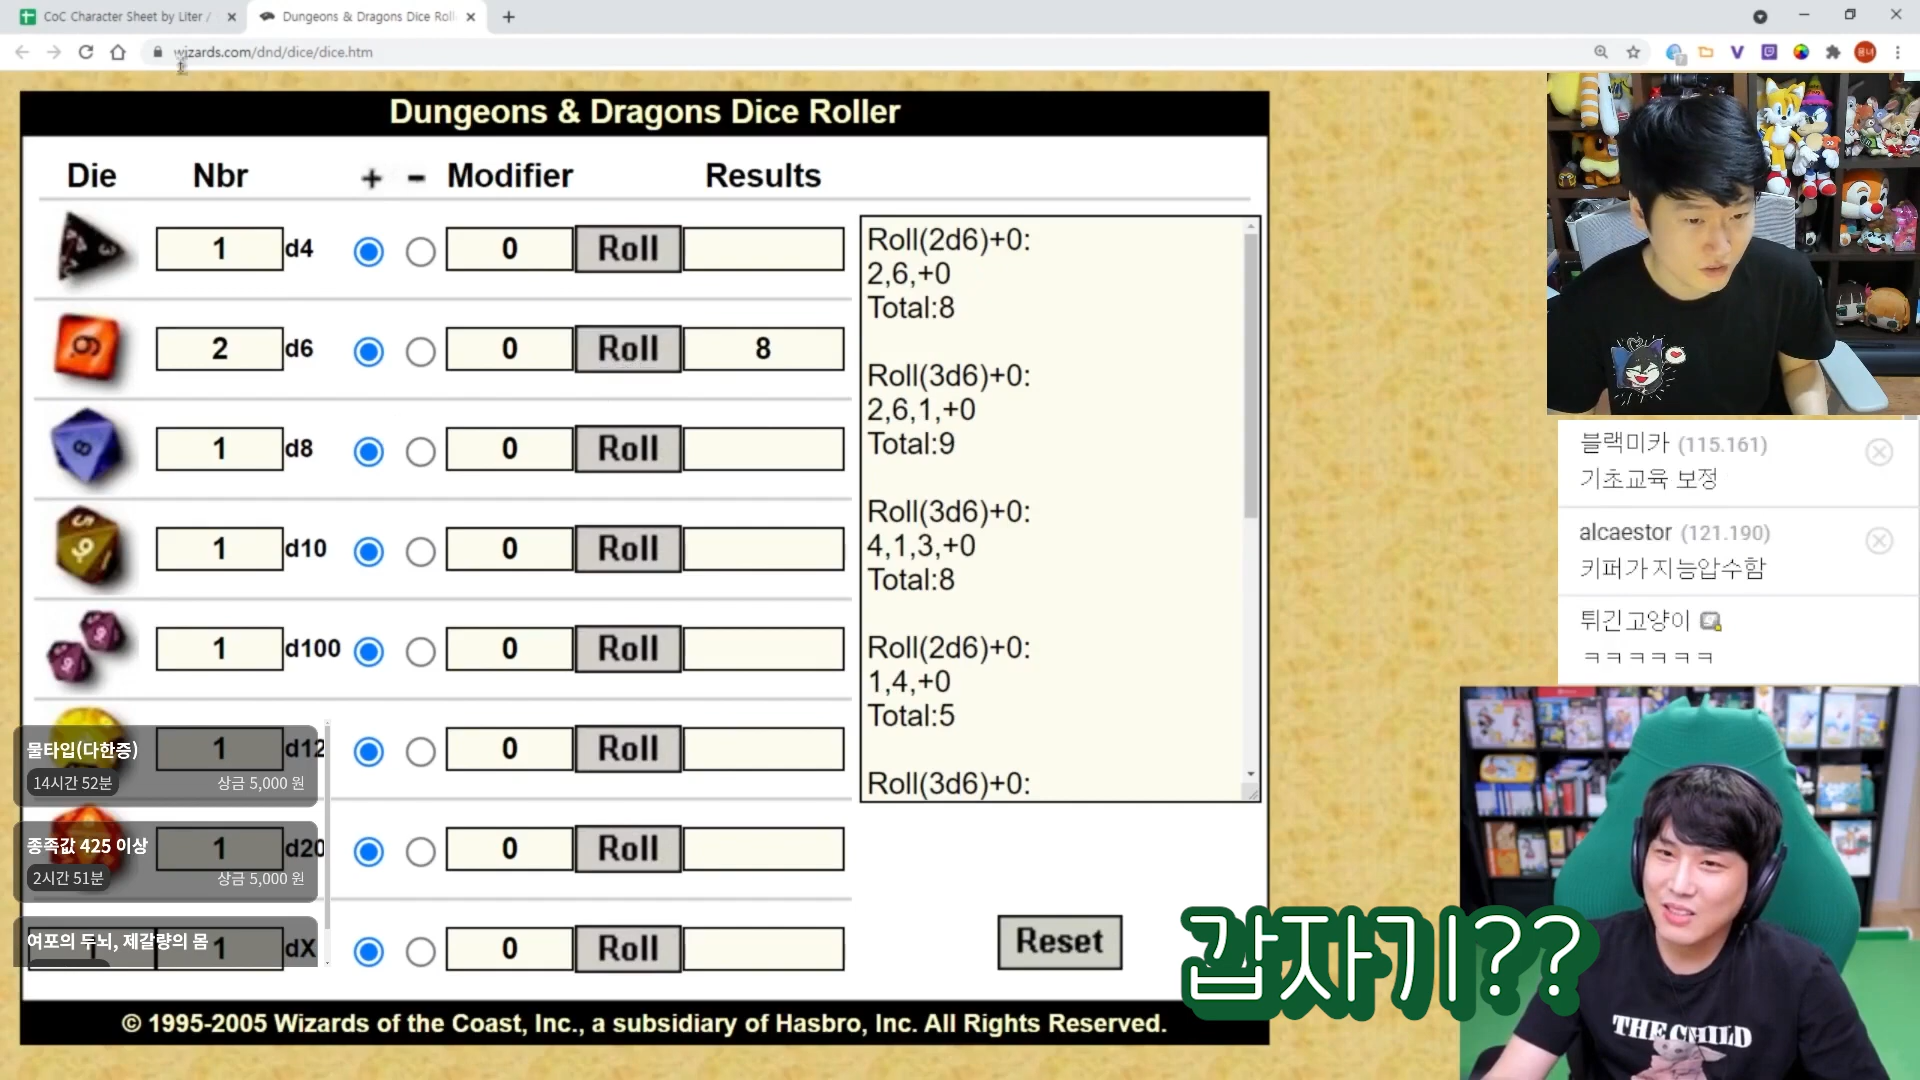 CoC Character Sheet by Liter /
Dungeons & Dragons Dice Roll
wizards.com/dnd/dice/dice.htm
용녀
Dungeons & Dragons Dice Roller
Die Nbr + - Modifier Results
1 d4 0 Roll
2 d6 0 Roll 8
1 d8 0 Roll
1 d10 0 Roll
1 d100 0 Roll
1 d12 0 Roll
1 d20 0 Roll
1 1 dX 0 Roll
Roll(2d6)+0:
2,6,+0
Total:8
Roll(3d6)+0:
2,6,1,+0
Total:9
Roll(3d6)+0:
4,1,3,+0
Total:8
Roll(2d6)+0:
1,4,+0
Total:5
Roll(3d6)+0:
Reset
© 1995-2005 Wizards of the Coast, Inc., a subsidiary of Hasbro, Inc. All Rights Reserved.
물타입(다한증)
14시간 52분 상금 5,000 원
종족값 425 이상
2시간 51분 상금 5,000 원
여포의 두뇌, 제갈량의 몸
블랙미카 (115.161)
기초교육 보정
alcaestor (121.190)
키퍼가 지능압수함
튀긴고양이
ㅋㅋㅋㅋㅋㅋ
갑자기??
THE CHILD